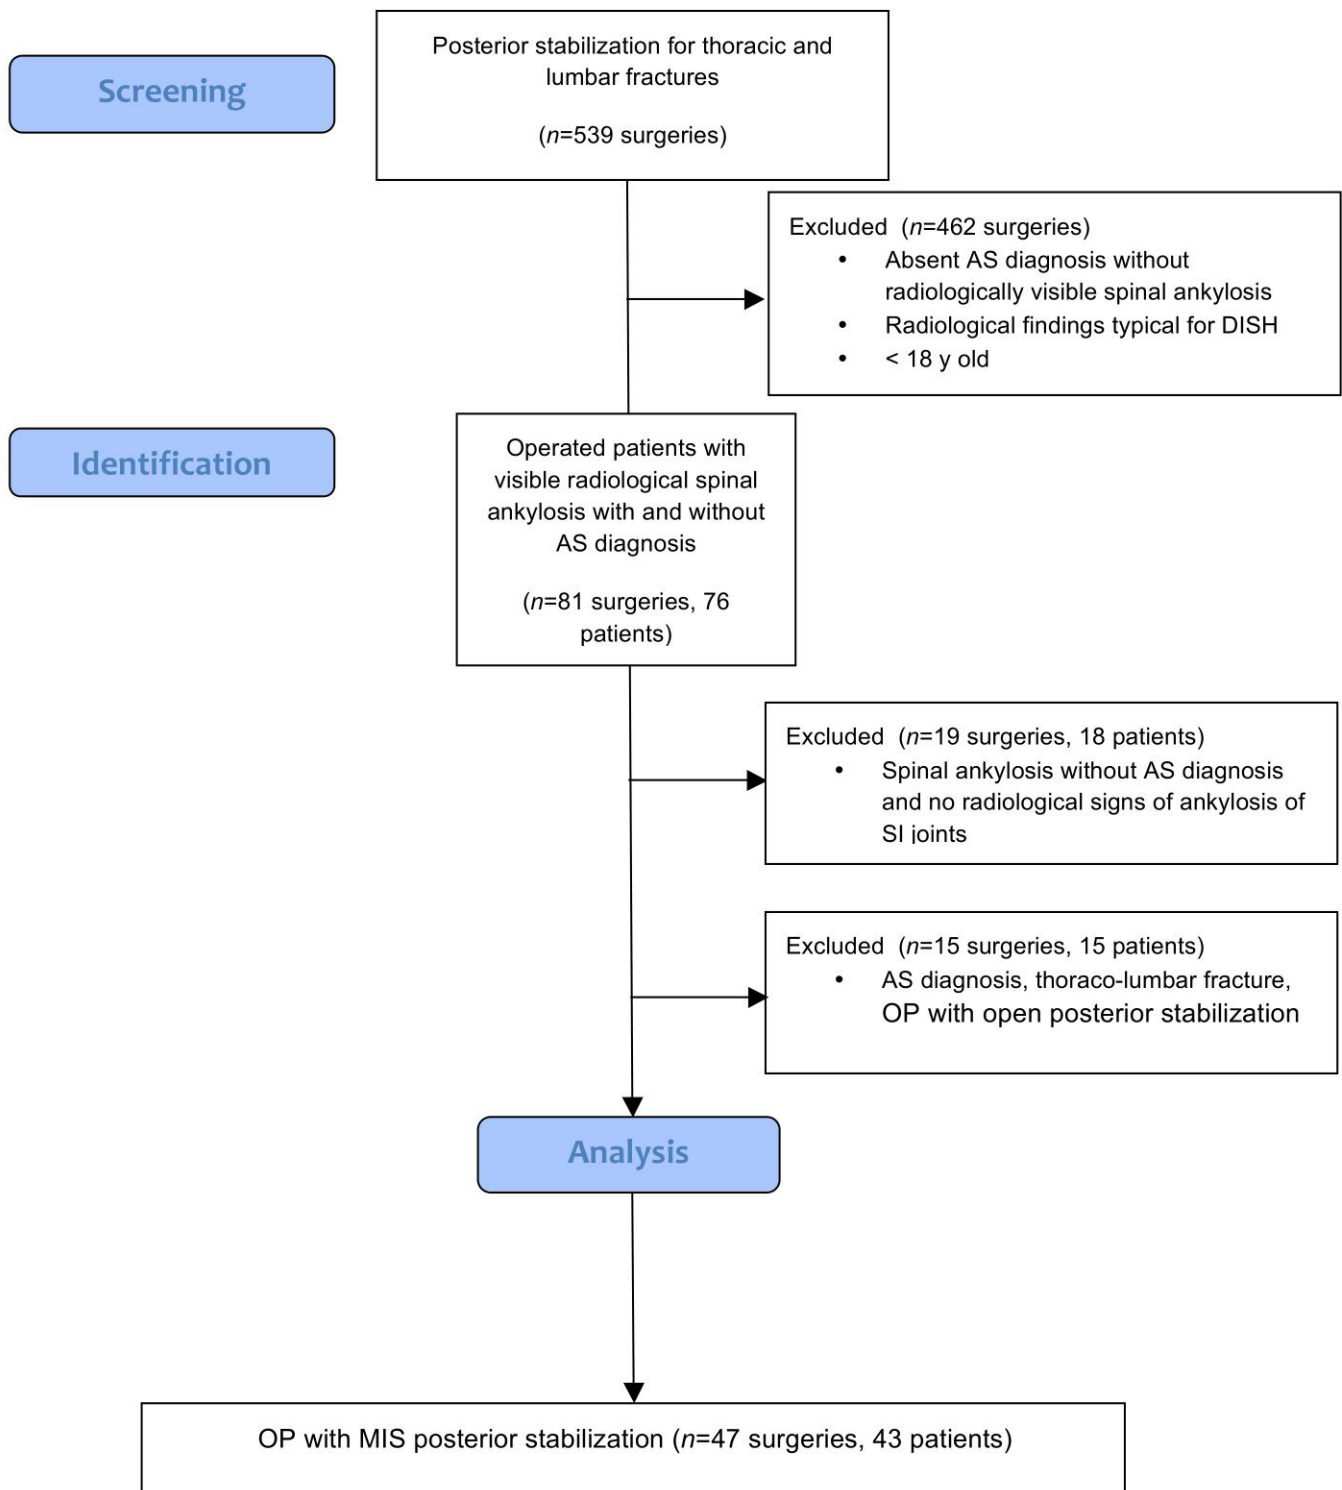 Screening
Posterior stabilization for thoracic and
lumbar fractures
(n=539 surgeries)
Excluded (n=462 surgeries)
• Absent AS diagnosis without
radiologically visible spinal ankylosis
• Radiological findings typical for DISH
• < 18 y old
Identification
Operated patients with
visible radiological spinal
ankylosis with and without
AS diagnosis
(n=81 surgeries, 76
patients)
Excluded (n=19 surgeries, 18 patients)
• Spinal ankylosis without AS diagnosis
and no radiological signs of ankylosis of
SI joints
Excluded (n=15 surgeries, 15 patients)
• AS diagnosis, thoraco-lumbar fracture,
OP with open posterior stabilization
Analysis
OP with MIS posterior stabilization (n=47 surgeries, 43 patients)